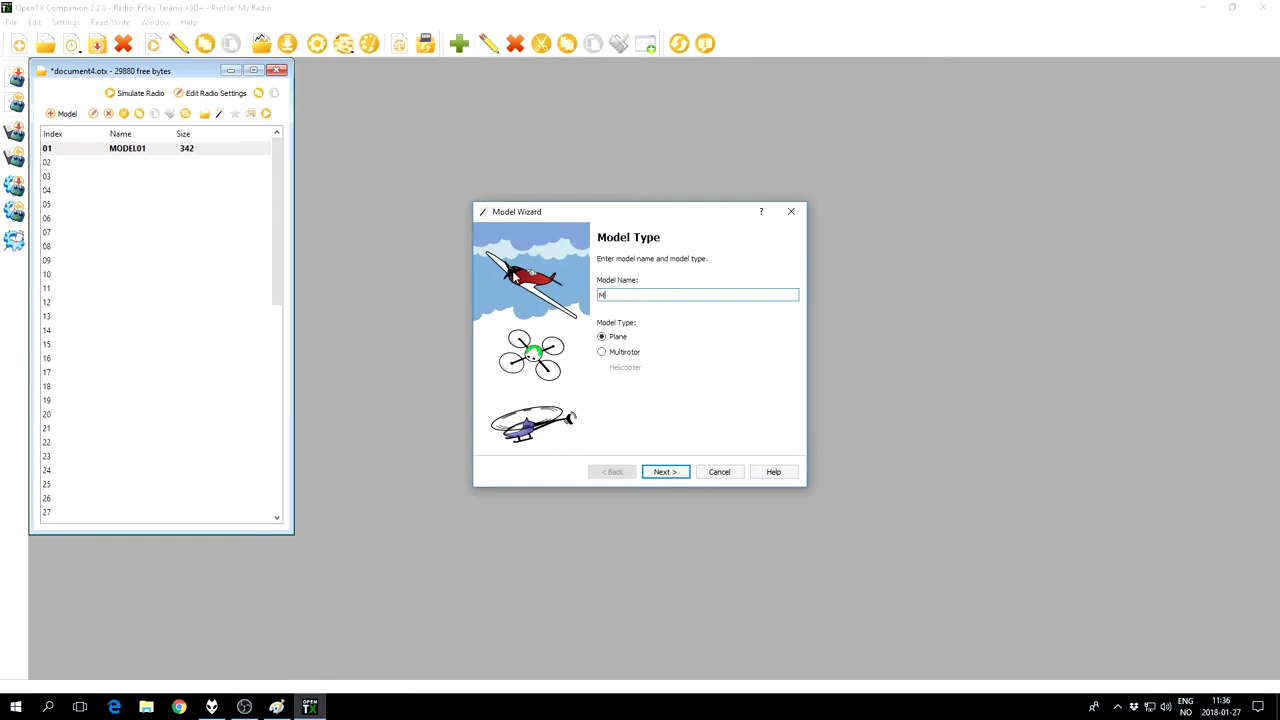 OpenTX Companion 2.2.0 - Radio: FrSky Taranis X9D+ - Profile: My Radio
File Edit Settings Read/Write Window Help
*document4.otx - 29880 free bytes
Simulate Radio Edit Radio Settings
Model
Index Name Size
01 MODEL01 342
02
03
04
05
06
07
08
09
10
11
12
13
14
15
16
17
18
19
20
21
22
23
24
25
26
27
Model Wizard
?
Model Type
Enter model name and model type.
Model Name:
M
Model Type:
Plane
Multirotor
Helicopter
< Back Next > Cancel Help
OPEN
TX
ENG
NO
11:36
2018-01-27